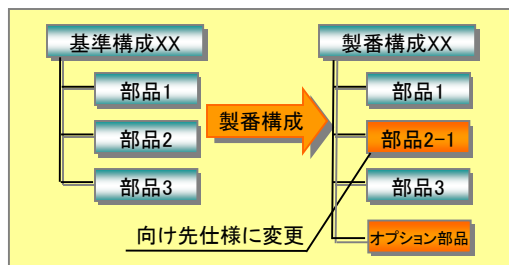 基準構成XX
部品1
部品2
部品3
製番構成
製番構成XX
部品1
部品2-1
部品3
オプション部品
向け先仕様に変更